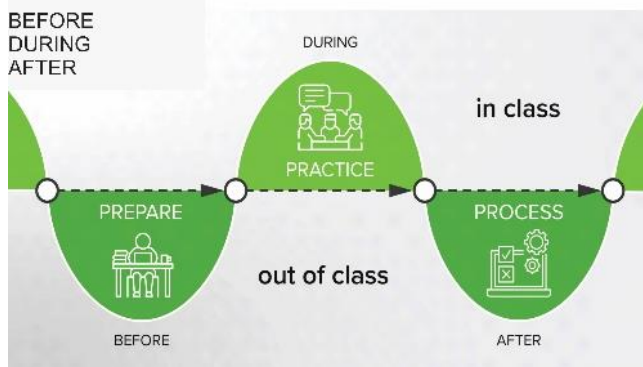 BEFORE
DURING
AFTER
DURING
in class
PRACTICE
PREPARE
PROCESS
out of class
BEFORE
AFTER